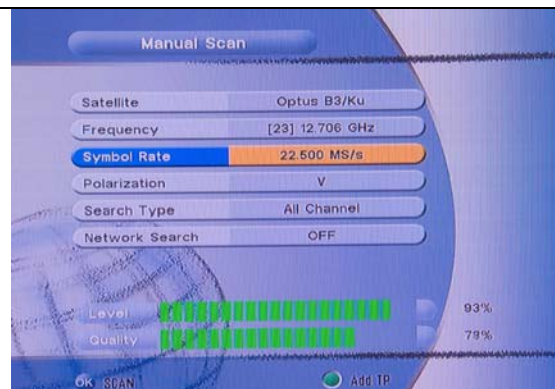 Manual Scan
Satellite Optus B3/Ku
Frequency [23] 12.706 GHz
Symbol Rate 22.500 MS/s
Polarization V
Search Type All Channel
Network Search OFF
Level 93%
Quality 79%
OK SCAN Add TP